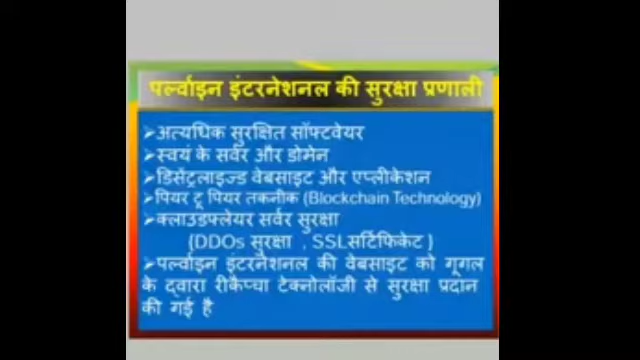 पर्ल्वाइन इंटरनेशनल की सुरक्षा प्रणाली
➢अत्यधिक सुरक्षित सॉफ्टवेयर
➢स्वयं के सर्वर और डोमेन
➢डिसेंट्रलाइज्ड वेबसाइट और एप्लीकेशन
➢पियर टू पियर तकनीक (Blockchain Technology)
➢क्लाउडफ्लेयर सर्वर सुरक्षा
(DDOs सुरक्षा , SSLसर्टिफिकेट )
➢पर्ल्वाइन इंटरनेशनल की वेबसाइट को गूगल
के द्वारा रीकैप्चा टेक्नोलॉजी से सुरक्षा प्रदान
की गई है